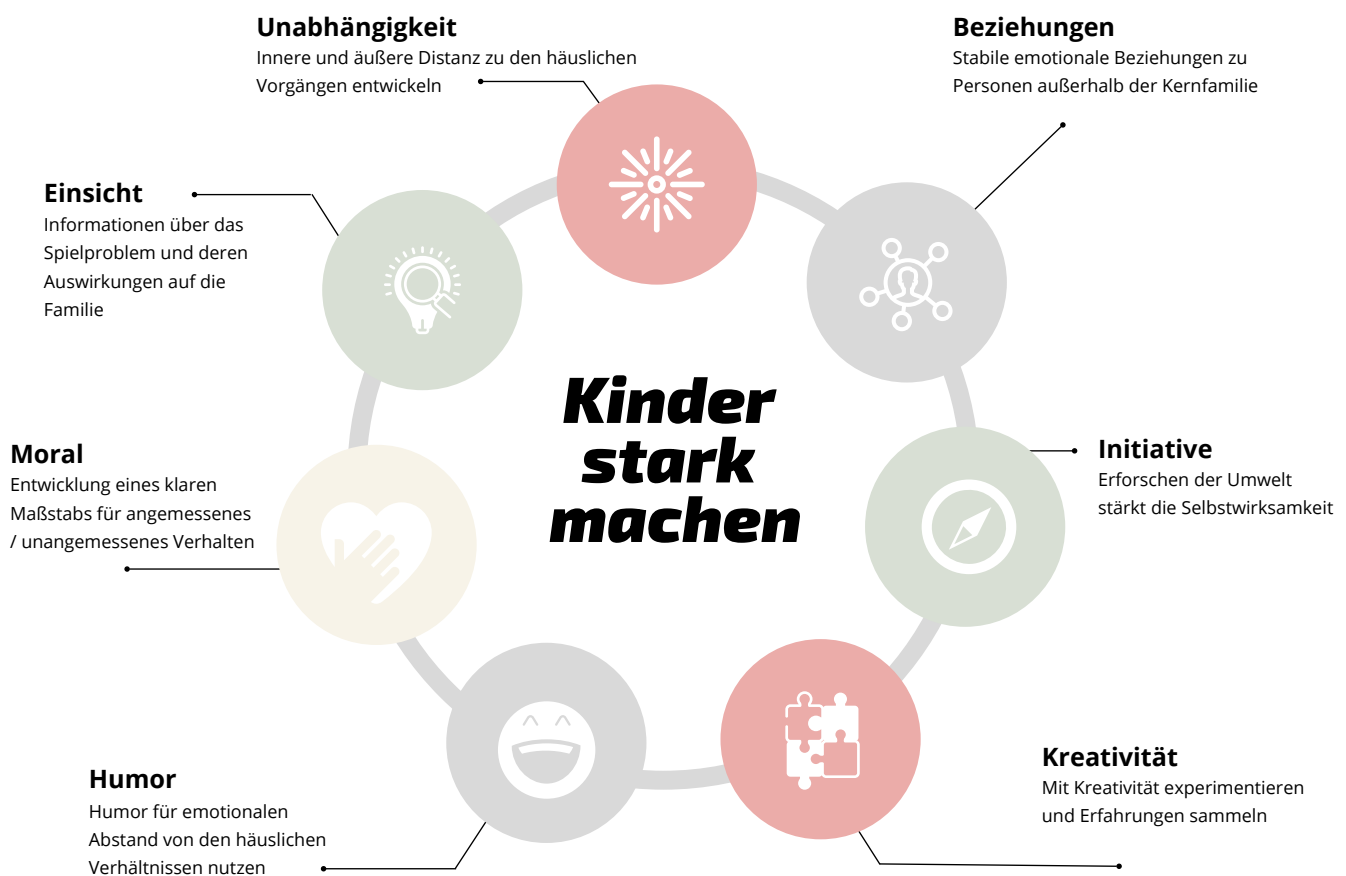 Unabhängigkeit
Innere und äußere Distanz zu den häuslichen
Vorgängen entwickeln
Beziehungen
Stabile emotionale Beziehungen zu
Personen außerhalb der Kernfamilie
Einsicht
Informationen über das
Spielproblem und deren
Auswirkungen auf die
Familie
Kinder
stark
machen
Moral
Entwicklung eines klaren
Maßstabs für angemessenes
/ unangemessenes Verhalten
Initiative
Erforschen der Umwelt
stärkt die Selbstwirksamkeit
Humor
Humor für emotionalen
Abstand von den häuslichen
Verhältnissen nutzen
Kreativität
Mit Kreativität experimentieren
und Erfahrungen sammeln